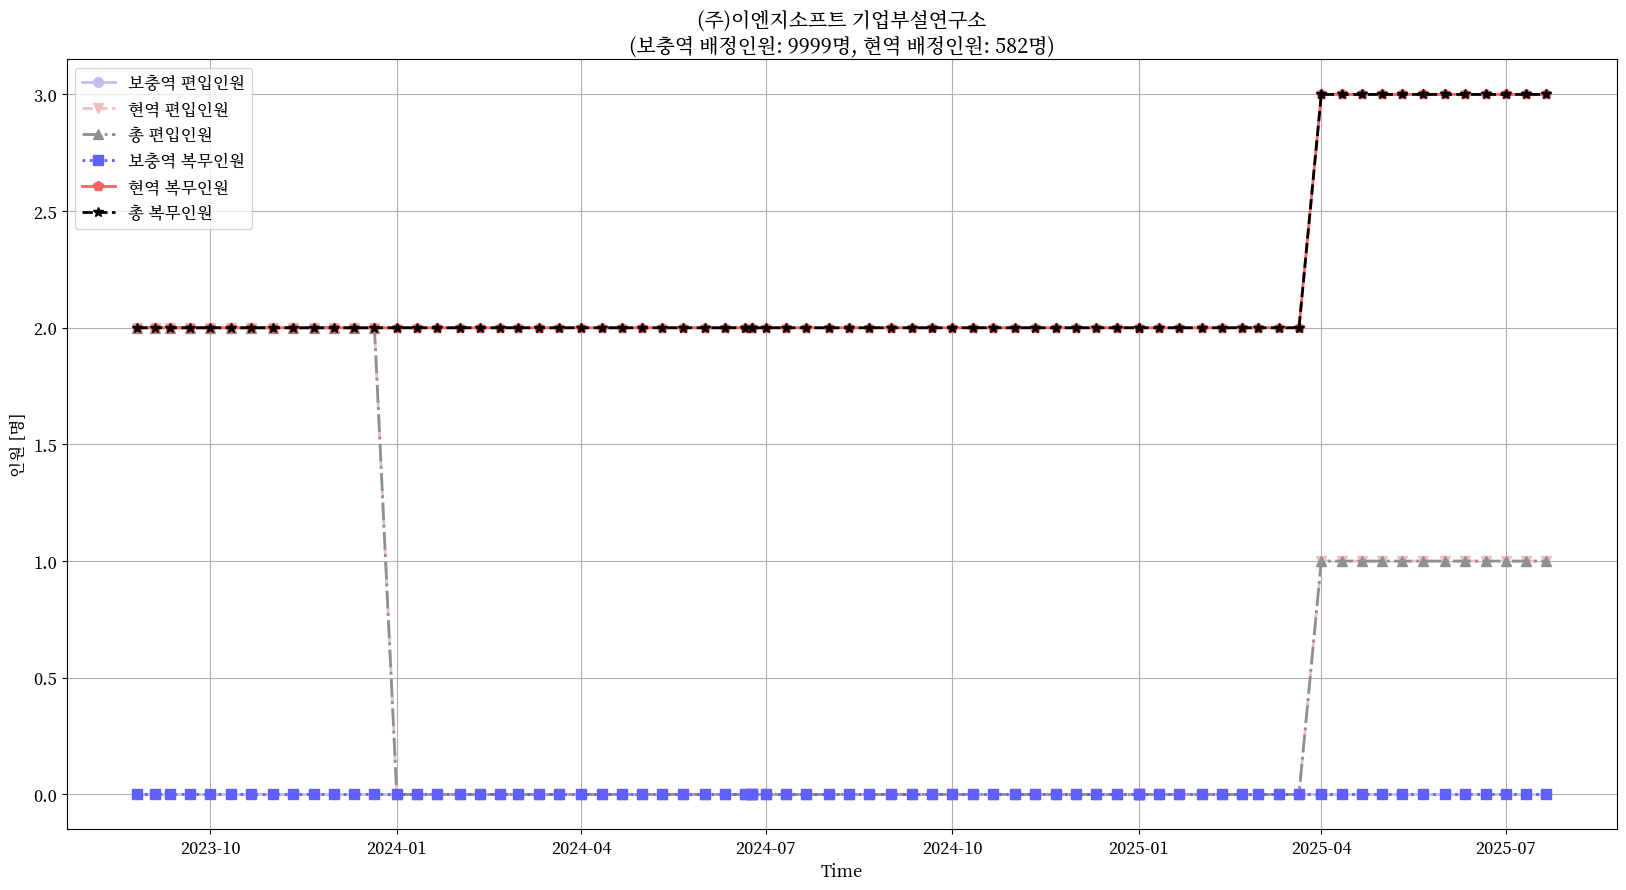 (주)이엔지소프트 기업부설연구소
(보충역 배정인원: 9999명, 현역 배정인원: 582명)
보충역 편입인원
현역 편입인원
총 편입인원
보충역 복무인원
현역 복무인원
총 복무인원
3.0
2.5
2.0
1.5
1.0
0.5
0.0
인원 [명]
2023-10
2024-01
2024-04
2024-07
2024-10
2025-01
2025-04
2025-07
Time